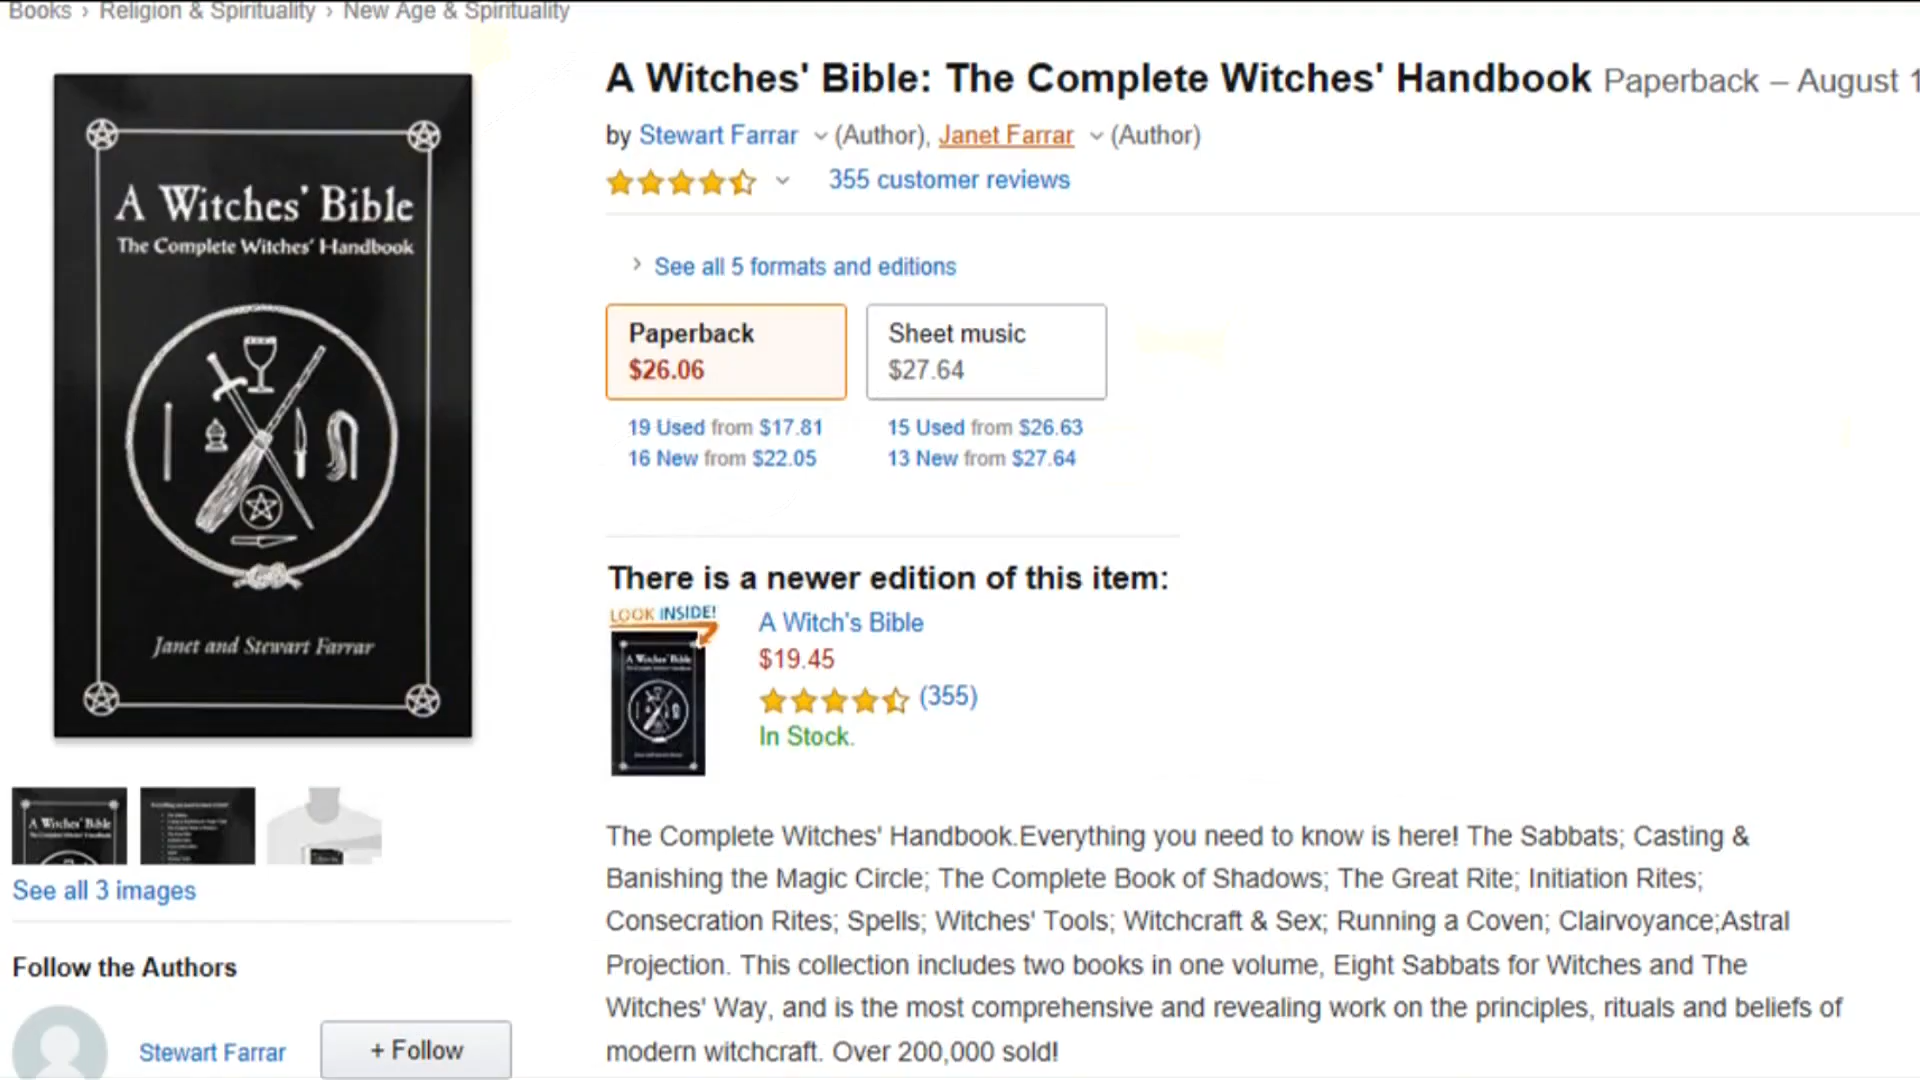 Books › Religion & Spirituality › New Age & Spirituality
A Witches' Bible
The Complete Witches' Handbook
Janet and Stewart Farrar
A Witches' Bible
See all 3 images
Follow the Authors
Stewart Farrar
+ Follow
A Witches' Bible: The Complete Witches' Handbook Paperback – August 1
by Stewart Farrar (Author), Janet Farrar (Author)
355 customer reviews
› See all 5 formats and editions
Paperback
$26.06
Sheet music
$27.64
19 Used from $17.81
16 New from $22.05
15 Used from $26.63
13 New from $27.64
There is a newer edition of this item:
LOOK INSIDE!
A Witches' Bible
A Witch's Bible
$19.45
(355)
In Stock.
The Complete Witches' Handbook.Everything you need to know is here! The Sabbats; Casting &
Banishing the Magic Circle; The Complete Book of Shadows; The Great Rite; Initiation Rites;
Consecration Rites; Spells; Witches' Tools; Witchcraft & Sex; Running a Coven; Clairvoyance;Astral
Projection. This collection includes two books in one volume, Eight Sabbats for Witches and The
Witches' Way, and is the most comprehensive and revealing work on the principles, rituals and beliefs of
modern witchcraft. Over 200,000 sold!